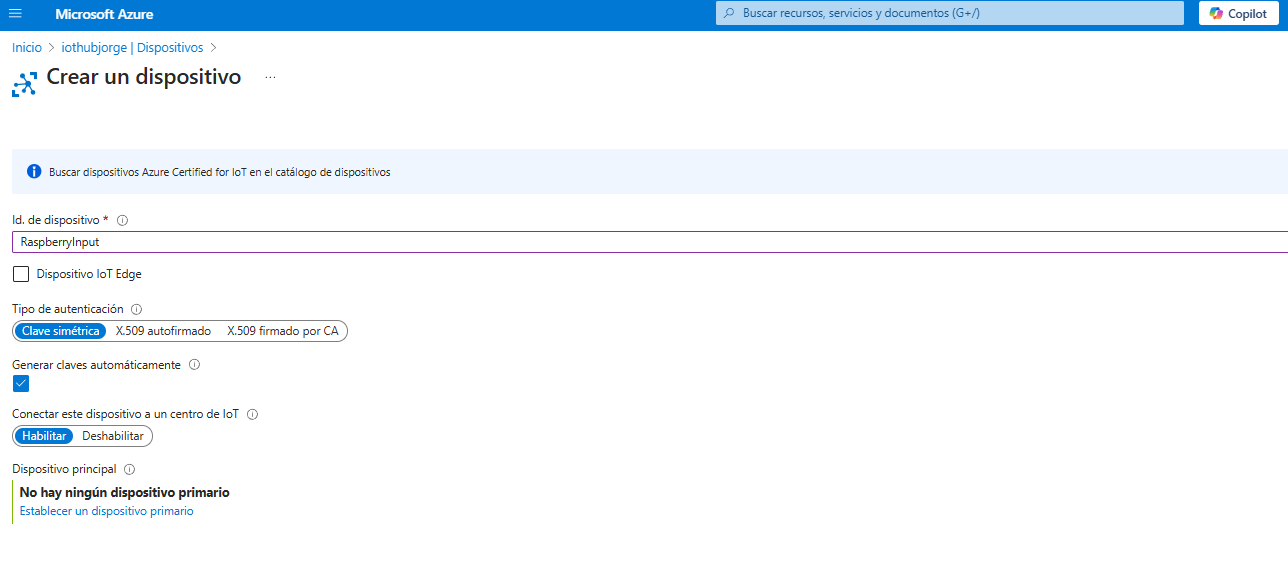 Microsoft Azure
Buscar recursos, servicios y documentos (G+/)
Copilot
Inicio > iothubjorge | Dispositivos >
Crear un dispositivo ...
Buscar dispositivos Azure Certified for IoT en el catálogo de dispositivos
Id. de dispositivo *
RaspberryInput
Dispositivo IoT Edge
Tipo de autenticación
Clave simétrica X.509 autofirmado X.509 firmado por CA
Generar claves automáticamente
Conectar este dispositivo a un centro de IoT
Habilitar Deshabilitar
Dispositivo principal
No hay ningún dispositivo primario
Establecer un dispositivo primario